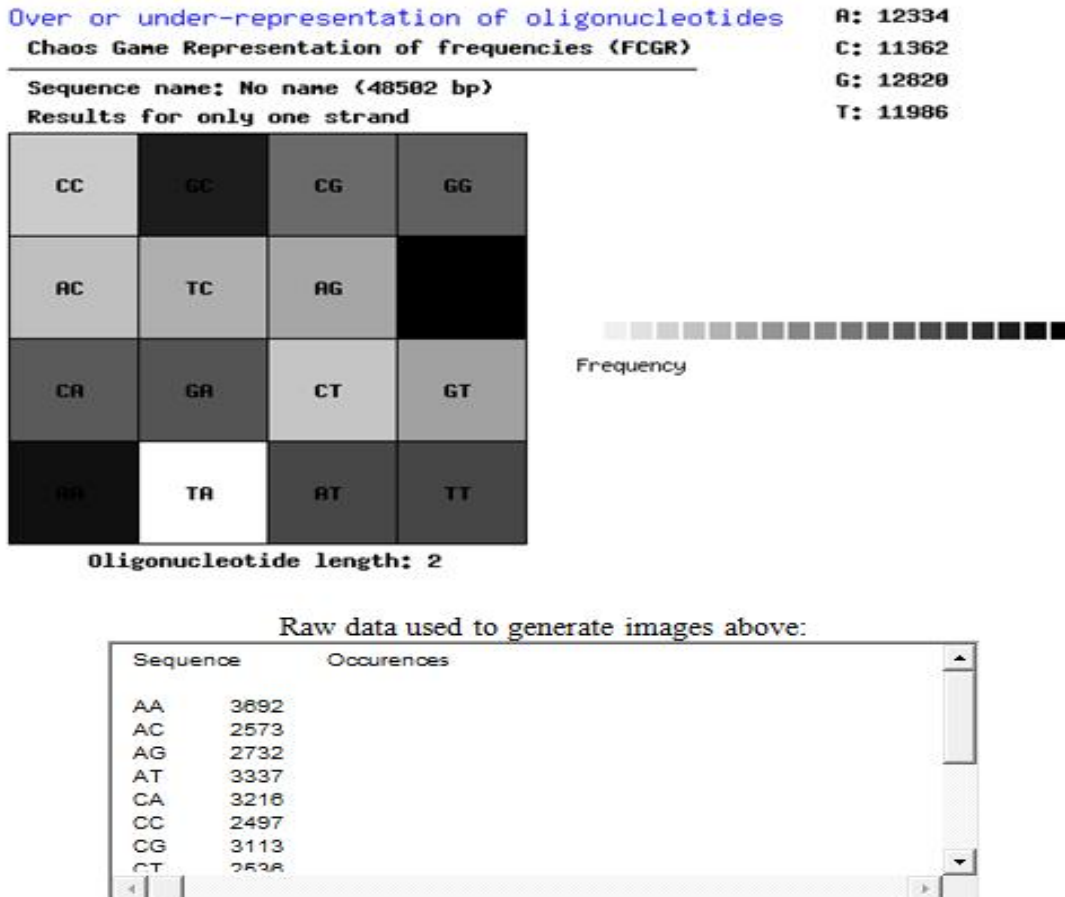 Over or under-representation of oligonucleotides
Chaos Game Representation of frequencies (FCGR)
A: 12334
C: 11362
G: 12820
T: 11986
Sequence name: No name (48502 bp)
Results for only one strand
CC GC CG GG
AC TC AG
CA GA CT GT
AA TA AT TT
Frequency
Oligonucleotide length: 2
Raw data used to generate images above:
Sequence Occurences
AA 3692
AC 2573
AG 2732
AT 3337
CA 3216
CC 2497
CG 3113
CT 2536